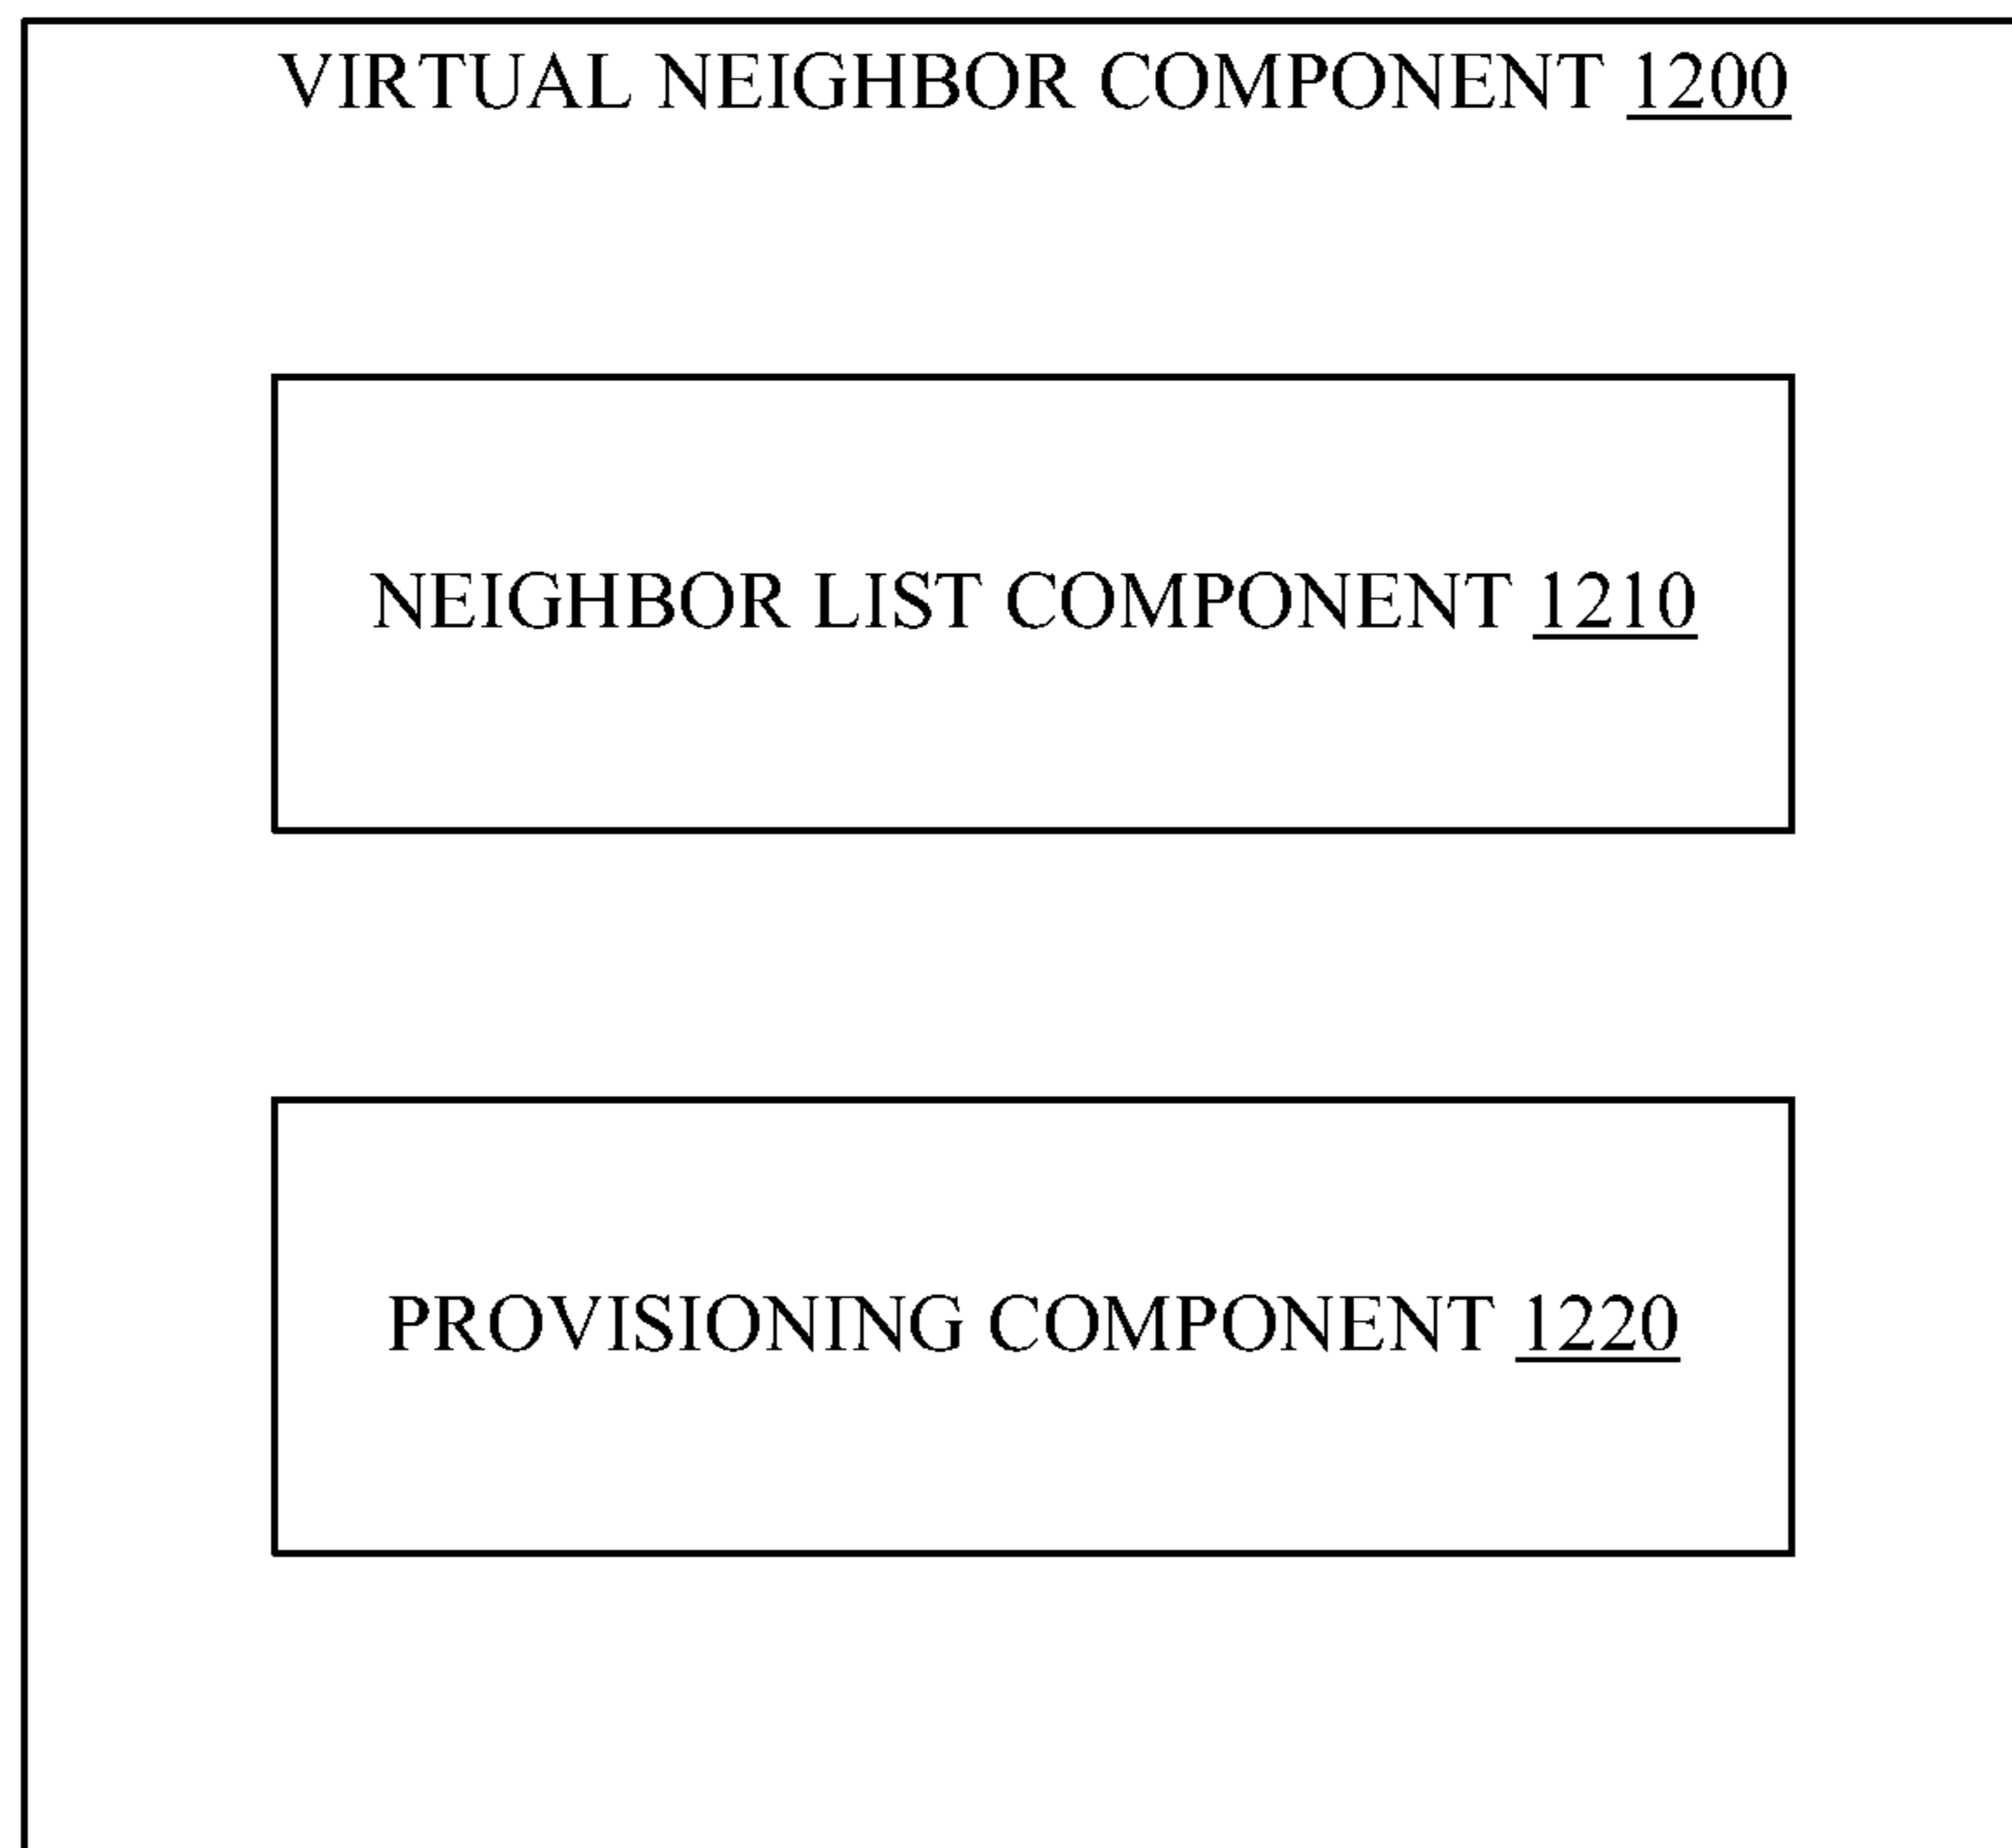 VIRTUAL NEIGHBOR COMPONENT 1200
NEIGHBOR LIST COMPONENT 1210
PROVISIONING COMPONENT 1220